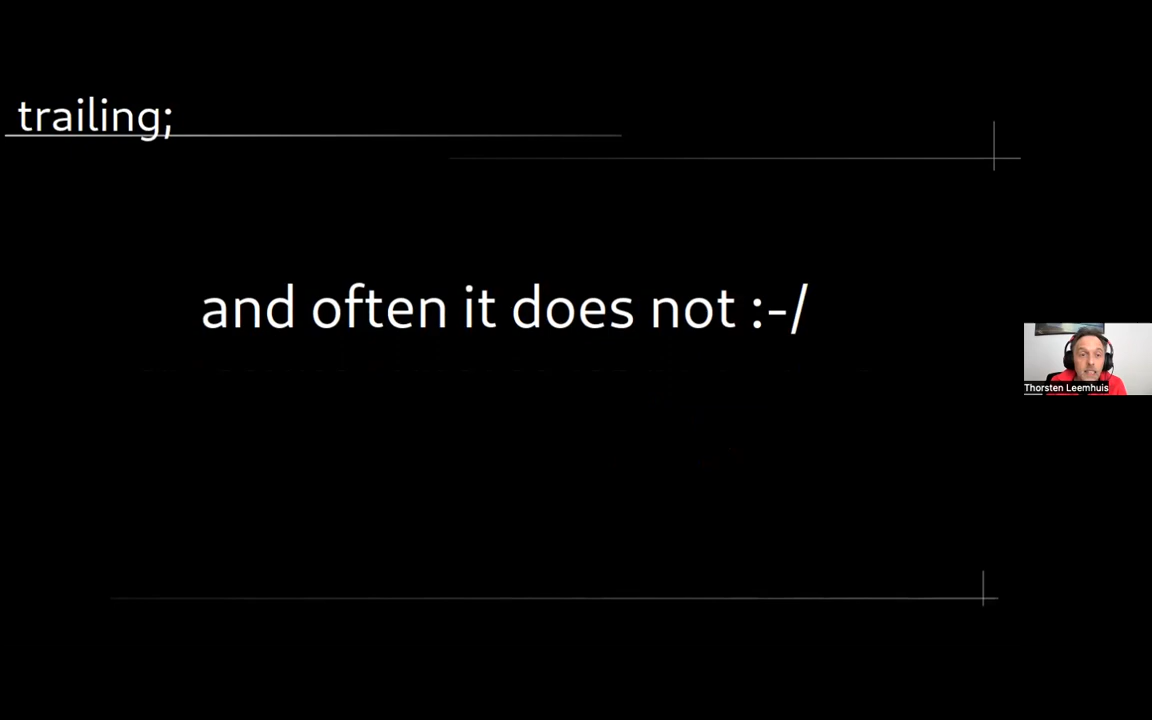 trailing;
and often it does not :-/
Thorsten Leemhuis